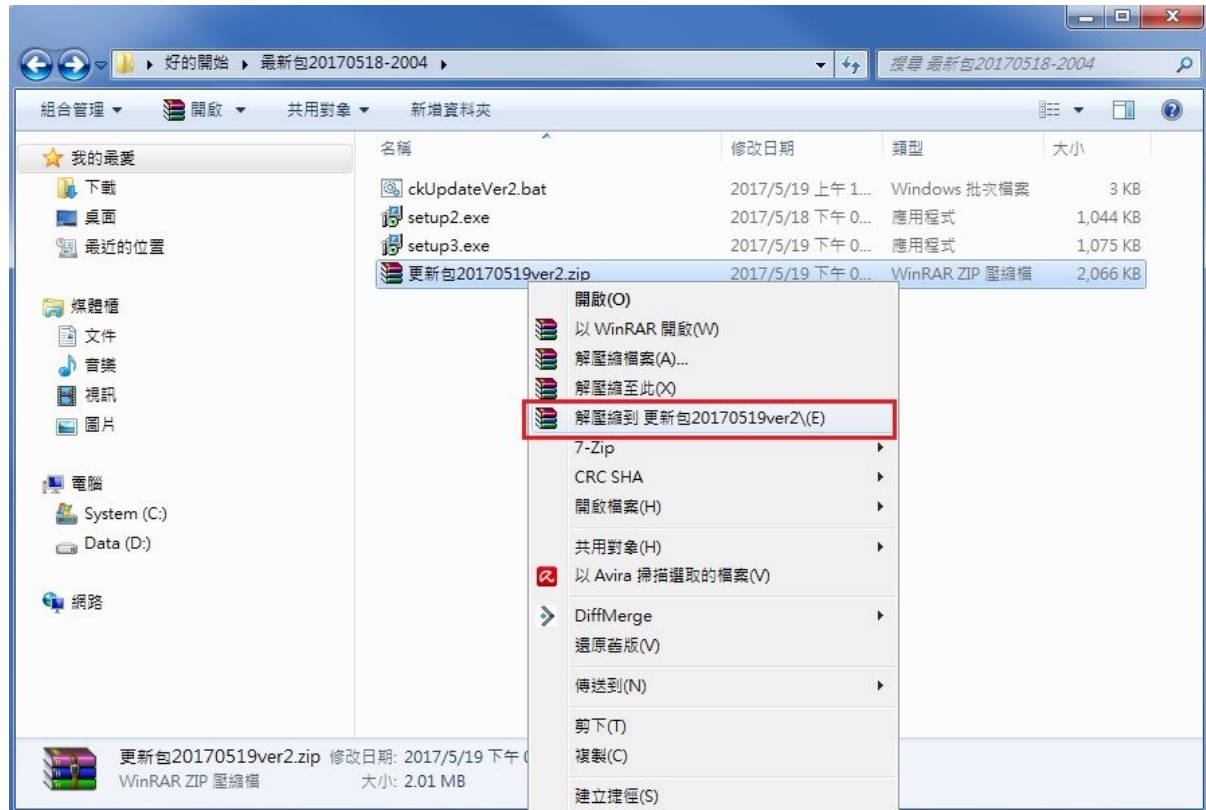 好的開始 ▸ 最新包20170518-2004 ▸
搜尋 最新包20170518-2004
組合管理 開啟 共用對象 新增資料夾
我的最愛
下載
桌面
最近的位置
媒體櫃
文件
音樂
視訊
圖片
電腦
System (C:)
Data (D:)
網路
名稱 修改日期 類型 大小
ckUpdateVer2.bat 2017/5/19 上午 1... Windows 批次檔案 3 KB
setup2.exe 2017/5/18 下午 0... 應用程式 1,044 KB
setup3.exe 2017/5/19 下午 0... 應用程式 1,075 KB
更新包20170519ver2.zip 2017/5/19 下午 0... WinRAR ZIP 壓縮檔 2,066 KB
開啟(O)
以 WinRAR 開啟(W)
解壓縮檔案(A)...
解壓縮至此(X)
解壓縮到 更新包20170519ver2\(E)
7-Zip
CRC SHA
開啟檔案(H)
共用對象(H)
以 Avira 掃描選取的檔案(V)
DiffMerge
還原舊版(V)
傳送到(N)
剪下(T)
複製(C)
建立捷徑(S)
更新包20170519ver2.zip 修改日期: 2017/5/19 下午
WinRAR ZIP 壓縮檔 大小: 2.01 MB